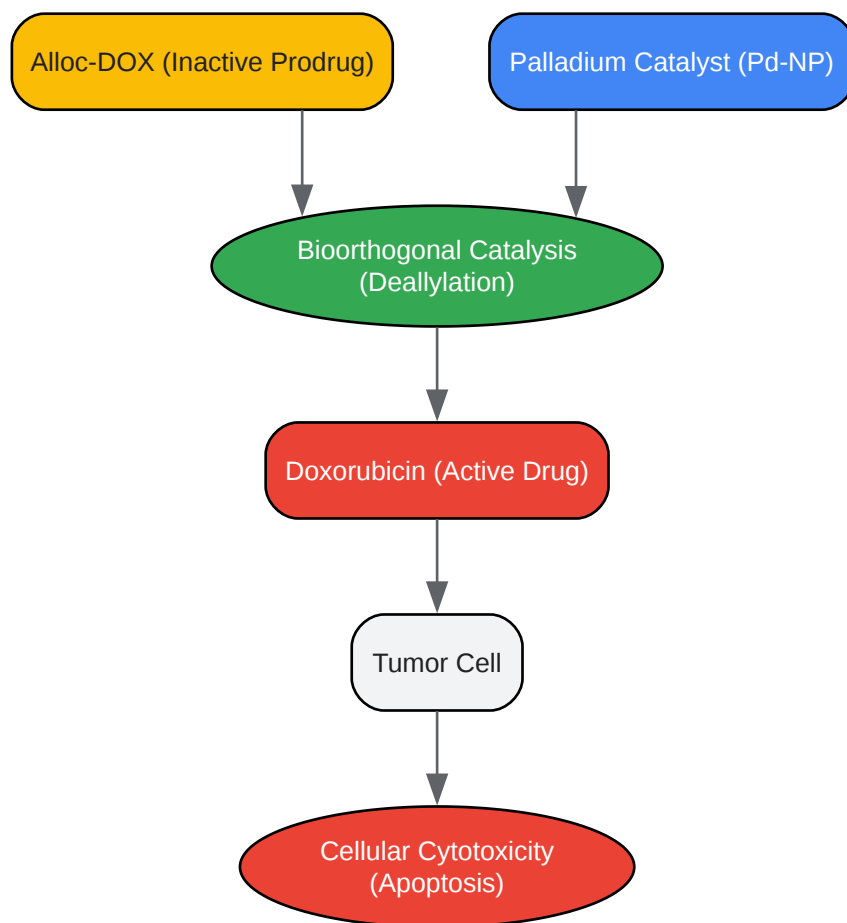 Alloc-DOX (Inactive Prodrug)
Palladium Catalyst (Pd-NP)
Bioorthogonal Catalysis
(Deallylation)
Doxorubicin (Active Drug)
Tumor Cell
Cellular Cytotoxicity
(Apoptosis)